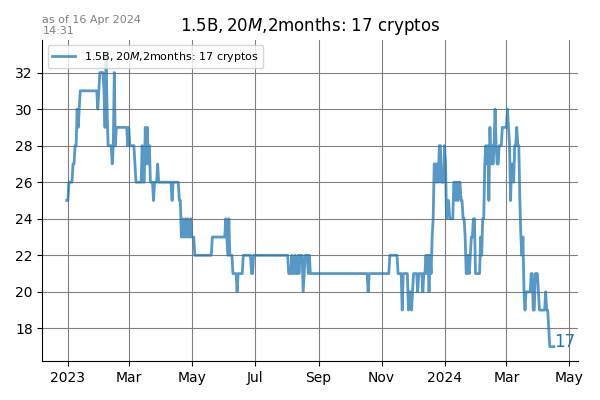 as of 16 Apr 2024
14:31
1.5B, 20M,2months: 17 cryptos
1.5B, 20M,2months: 17 cryptos
32
30
28
26
24
22
20
18
17
2023 Mar May Jul Sep Nov 2024 Mar May